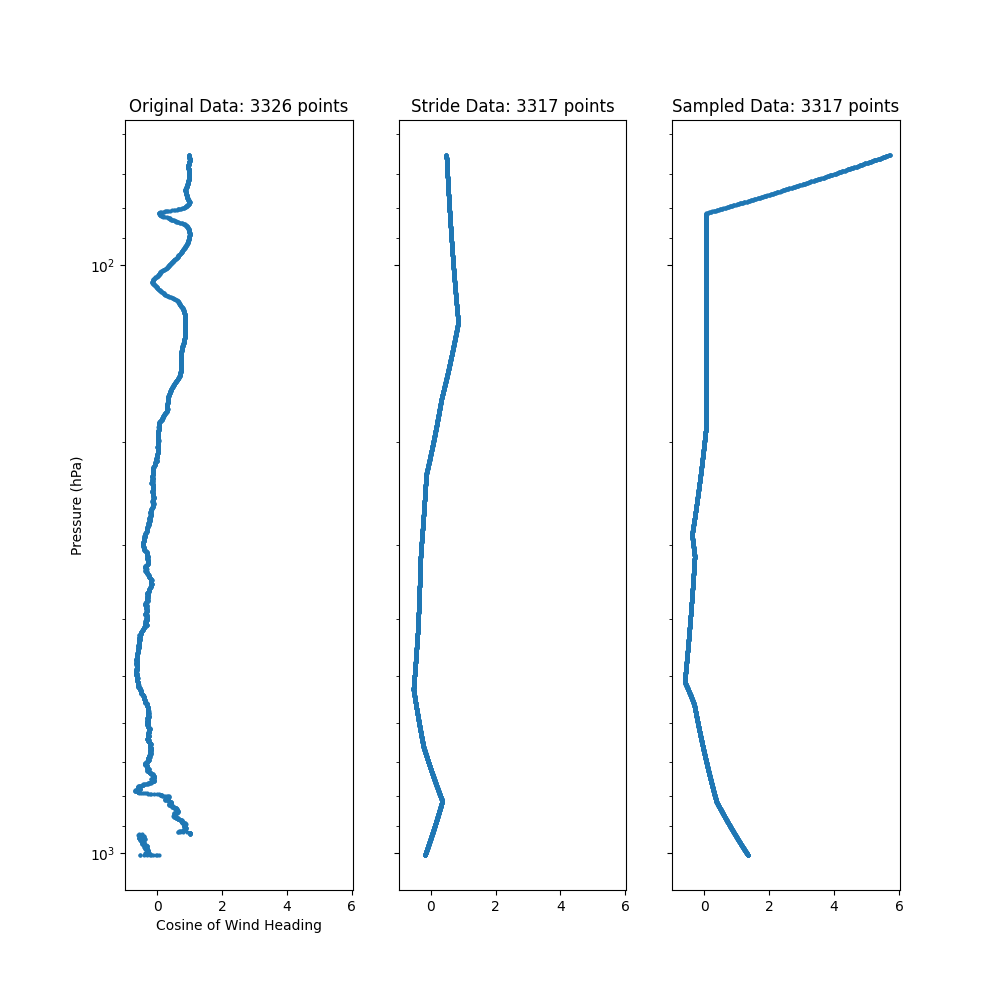 Original Data: 3326 points
Stride Data: 3317 points
Sampled Data: 3317 points
Pressure (hPa)
10²
10³
0 2 4 6
0 2 4 6
0 2 4 6
Cosine of Wind Heading